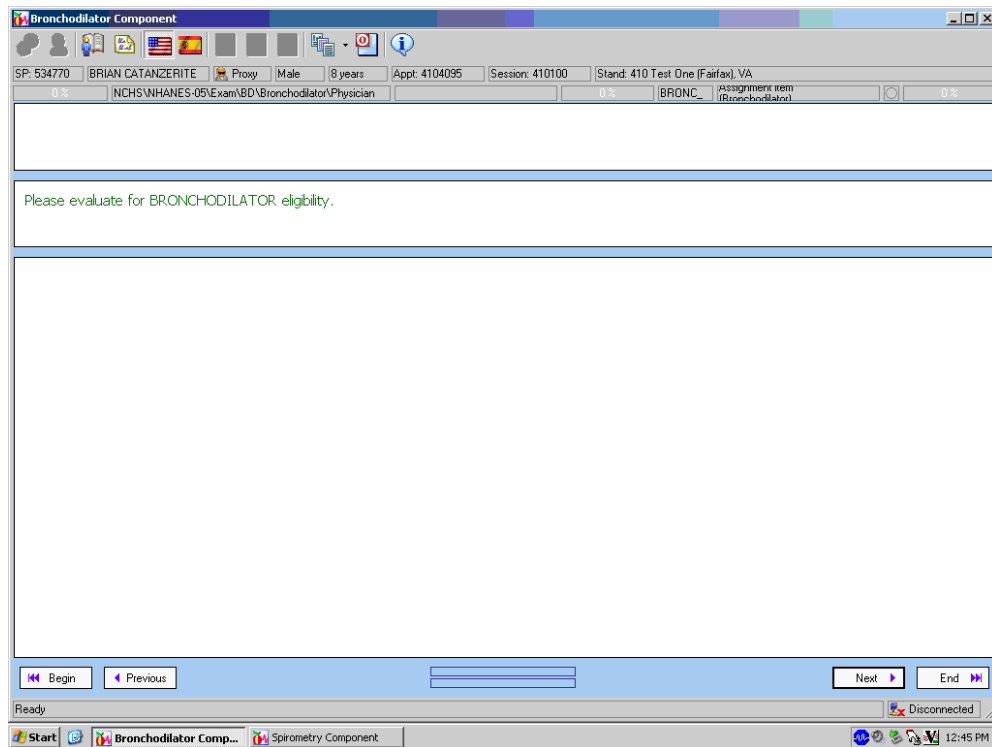 Bronchodilator Component
SP: 534770 BRIAN CATANZERITE Proxy Male 8 years Appt: 4104095 Session: 410100 Stand: 410 Test One (Fairfax), VA
0 % NCHS\NHANES-05\Exam\BD\Bronchodilator\Physician 0 % BRONC_ Assignment Item (Bronchodilator) 0 %
Please evaluate for BRONCHODILATOR eligibility.
Begin Previous Next End
Ready Disconnected
Start Bronchodilator Comp... Spirometry Component 12:45 PM